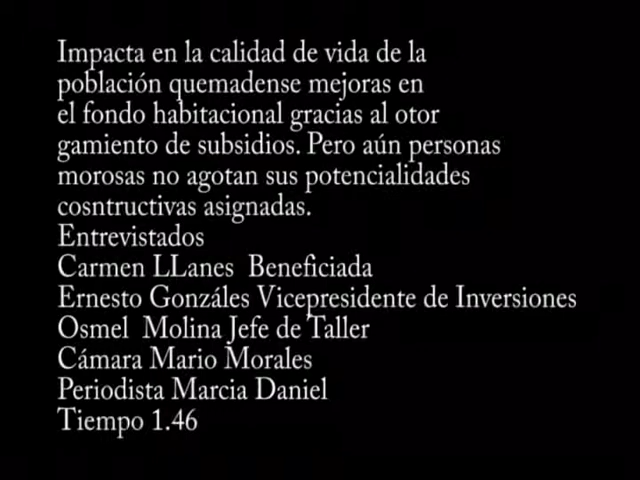 Impacta en la calidad de vida de la
población quemadense mejoras en
el fondo habitacional gracias al otor
gamiento de subsidios. Pero aún personas
morosas no agotan sus potencialidades
cosntructivas asignadas.
Entrevistados
Carmen LLanes  Beneficiada
Ernesto Gonzáles Vicepresidente de Inversiones
Osmel  Molina Jefe de Taller
Cámara Mario Morales
Periodista Marcia Daniel
Tiempo 1.46